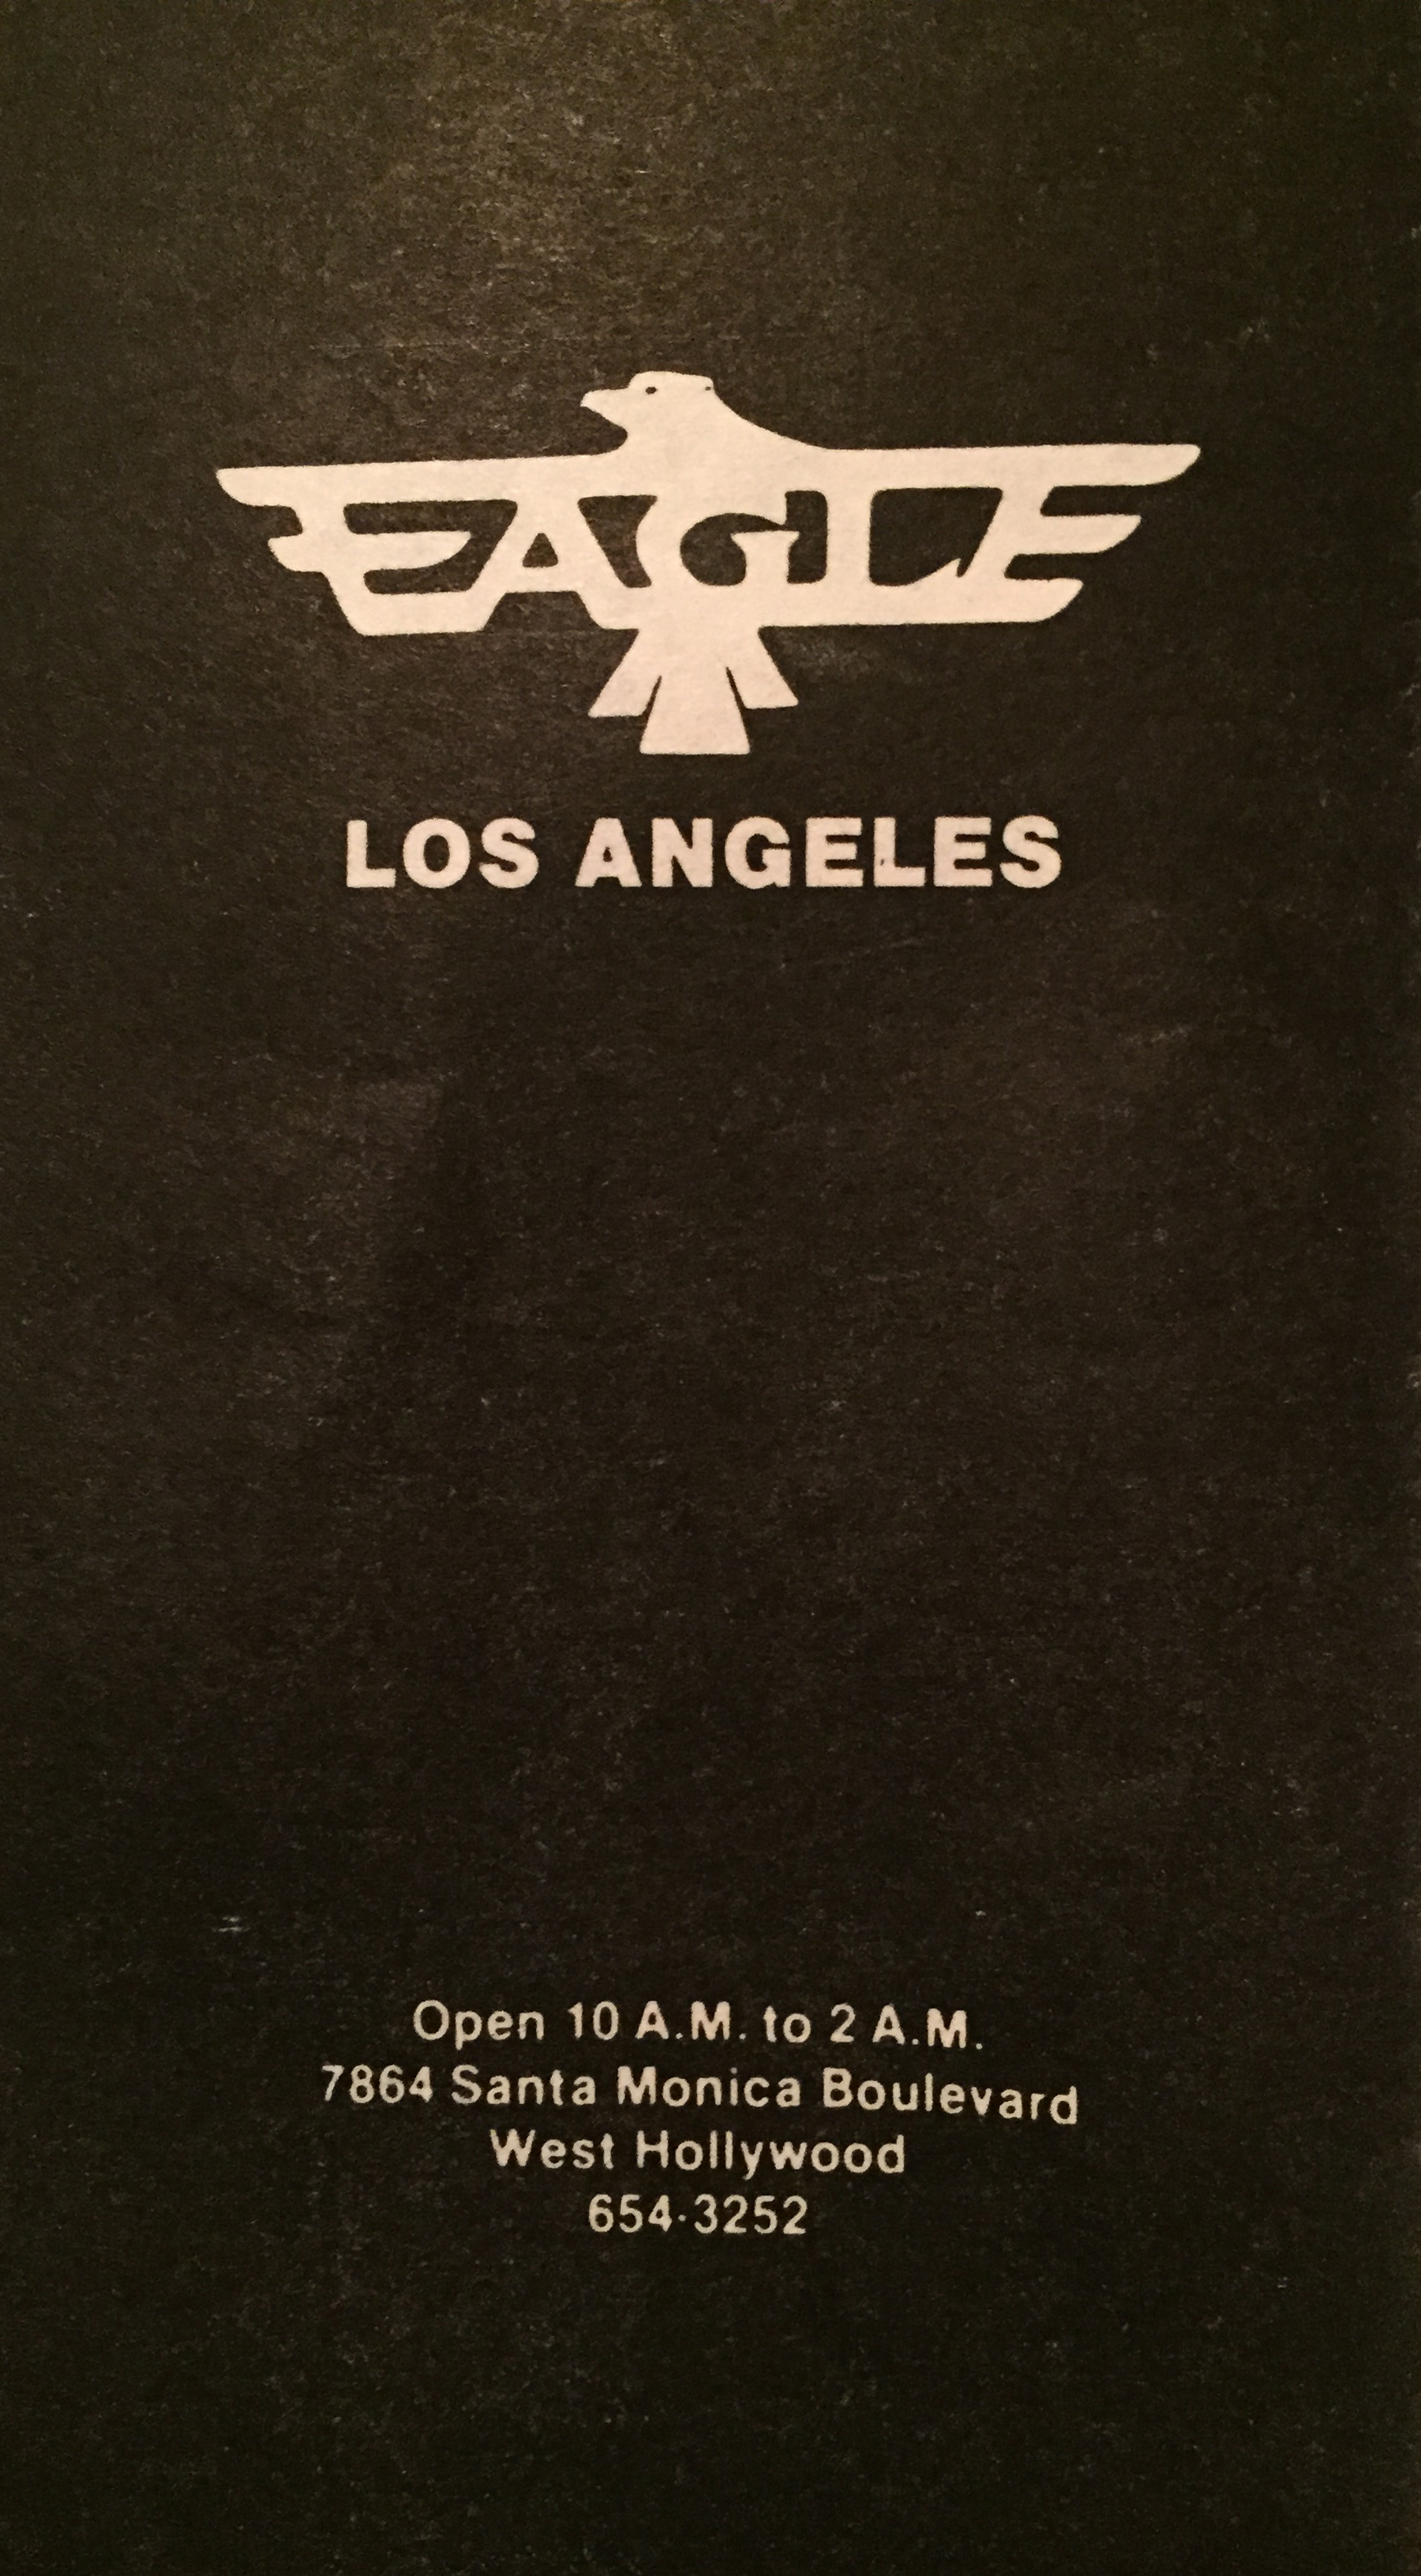 EAGLE
LOS ANGELES
Open 10 A.M. to 2 A.M.
7864 Santa Monica Boulevard
West Hollywood
654·3252